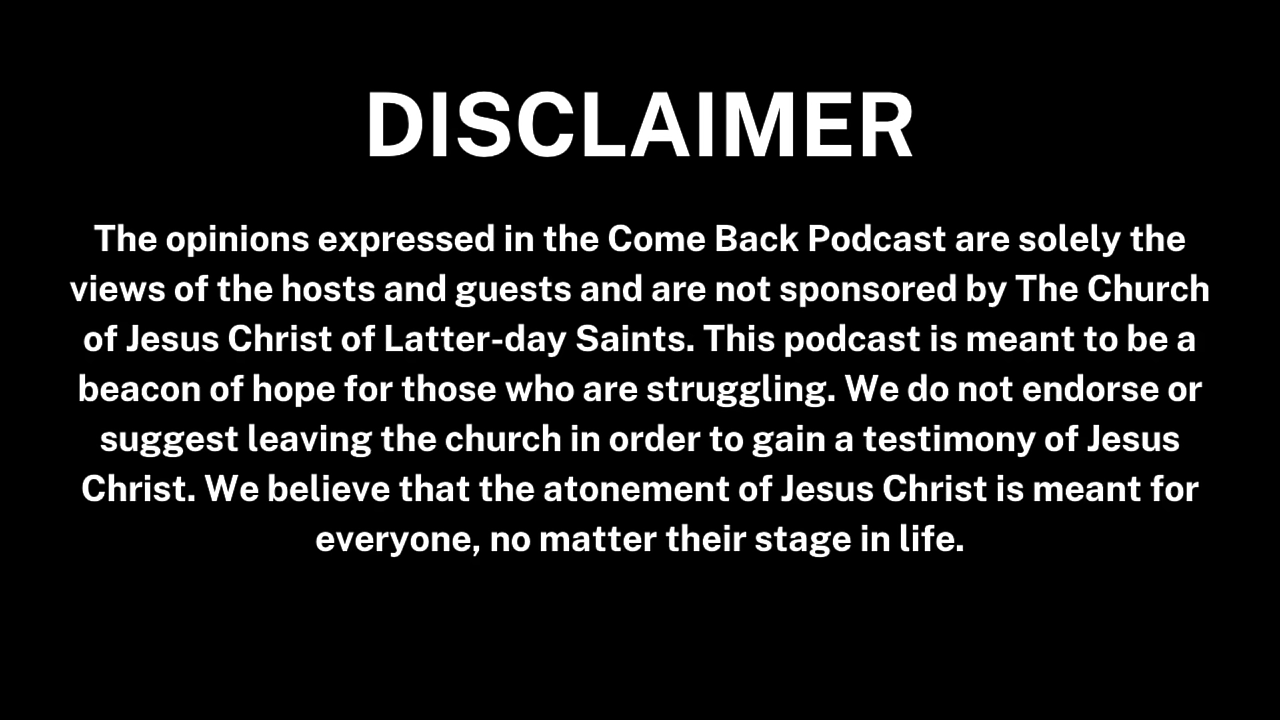 DISCLAIMER
The opinions expressed in the Come Back Podcast are solely the
views of the hosts and guests and are not sponsored by The Church
of Jesus Christ of Latter-day Saints. This podcast is meant to be a
beacon of hope for those who are struggling. We do not endorse or
suggest leaving the church in order to gain a testimony of Jesus
Christ. We believe that the atonement of Jesus Christ is meant for
everyone, no matter their stage in life.